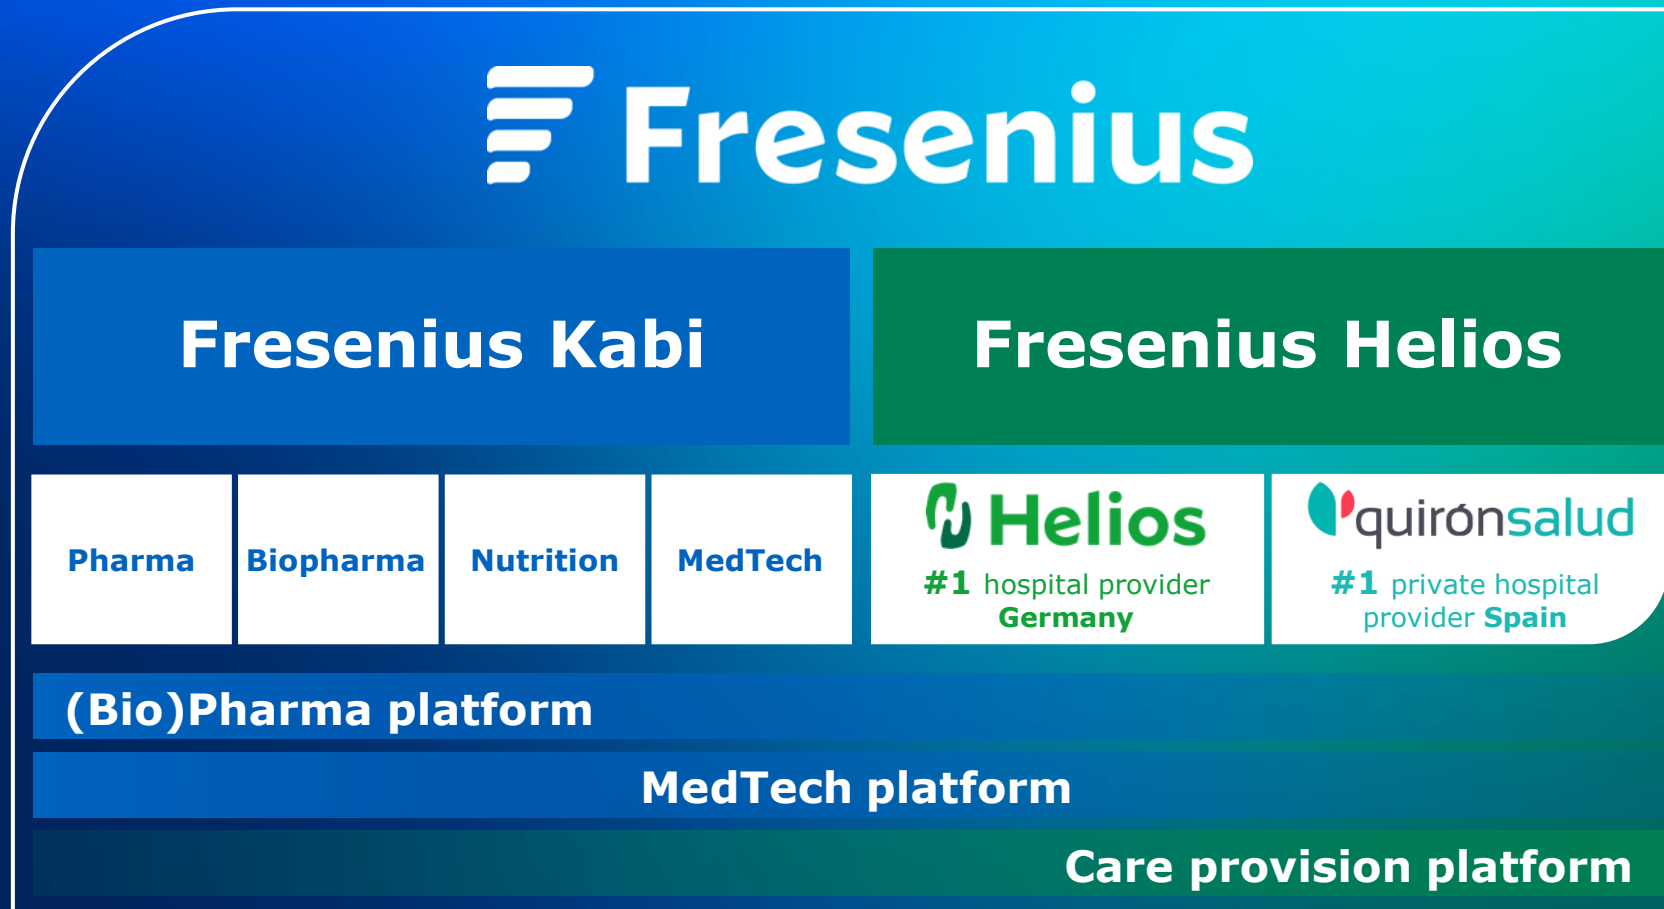 Fresenius
Fresenius Kabi
Fresenius Helios
Pharma
Biopharma
Nutrition
MedTech
Helios
#1 hospital provider
Germany
quirónsalud
#1 private hospital
provider Spain
(Bio)Pharma platform
MedTech platform
Care provision platform